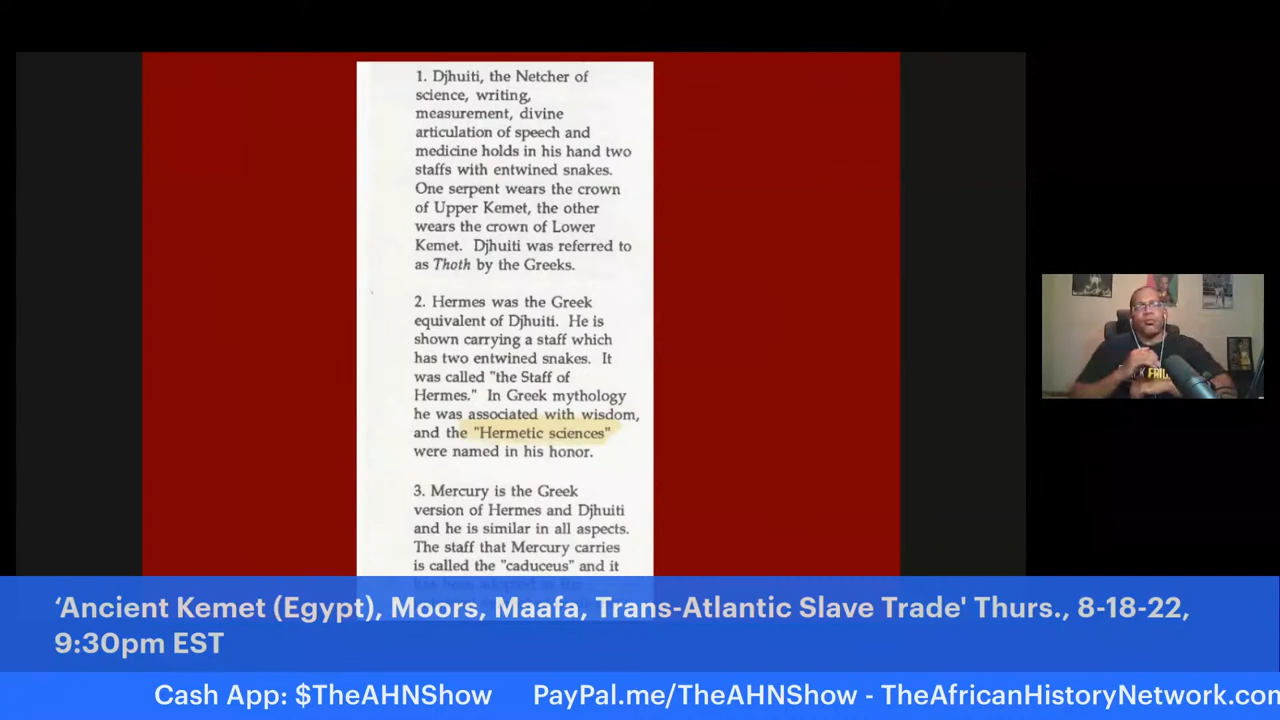 1. Djhuiti, the Netcher of
science, writing,
measurement, divine
articulation of speech and
medicine holds in his hand two
staffs with entwined snakes.
One serpent wears the crown
of Upper Kemet, the other
wears the crown of Lower
Kemet. Djhuiti was referred to
as Thoth by the Greeks.
2. Hermes was the Greek
equivalent of Djhuiti. He is
shown carrying a staff which
has two entwined snakes. It
was called "the Staff of
Hermes." In Greek mythology
he was associated with wisdom,
and the "Hermetic sciences"
were named in his honor.
3. Mercury is the Greek
version of Hermes and Djhuiti
and he is similar in all aspects.
The staff that Mercury carries
is called the "caduceus" and it
has been adopted as the
‘Ancient Kemet (Egypt), Moors, Maafa, Trans-Atlantic Slave Trade' Thurs., 8-18-22,
9:30pm EST
Cash App: $TheAHNShow PayPal.me/TheAHNShow - TheAfricanHistoryNetwork.com